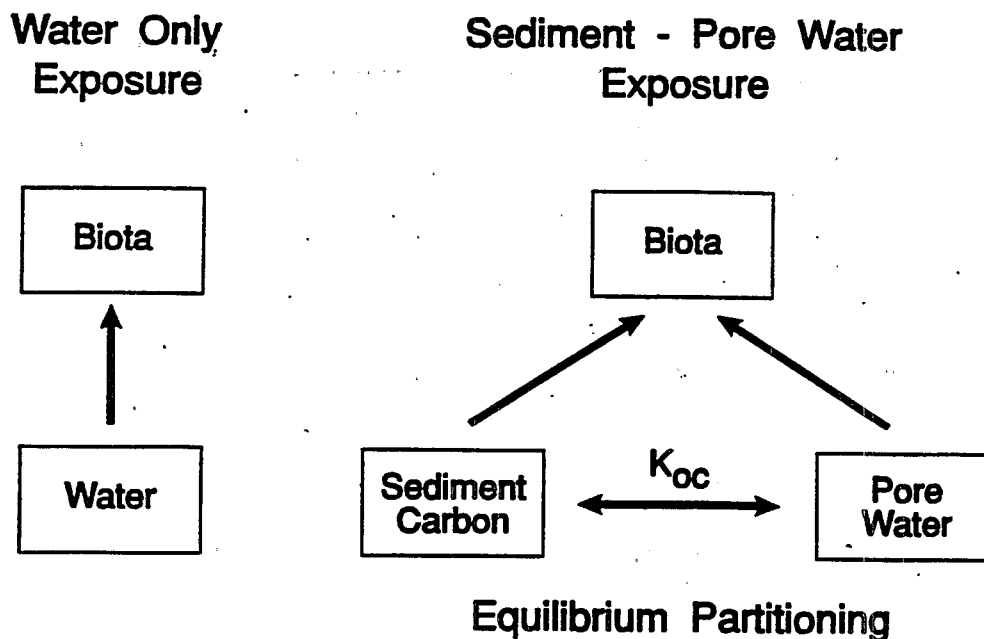 Water Only
Exposure
Sediment - Pore Water
Exposure
Biota
Biota
Water
Sediment
Carbon
K_oc
Pore
Water
Equilibrium Partitioning